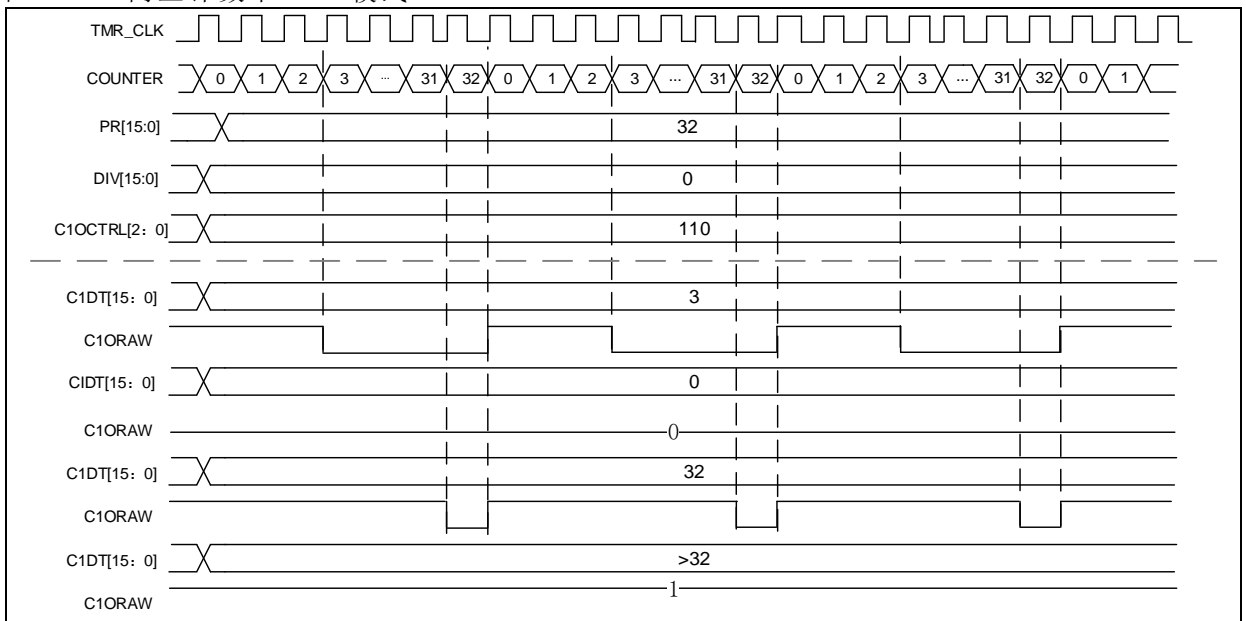 TMR_CLK
COUNTER 0 1 2 3 ... 31 32 0 1 2 3 ... 31 32 0 1 2 3 ... 31 32 0 1
PR[15:0] 32
DIV[15:0] 0
C1OCTRL[2：0] 110
C1DT[15：0] 3
C1ORAW
CIDT[15：0] 0
C1ORAW 0
C1DT[15：0] 32
C1ORAW
C1DT[15：0] >32
C1ORAW 1